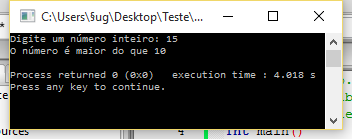 C:\Users\§ug\Desktop\Teste\
Digite um número inteiro: 15
O número é maior do que 10
Process returned 0 (0x0)   execution time : 4.018 s
Press any key to continue.
int main()